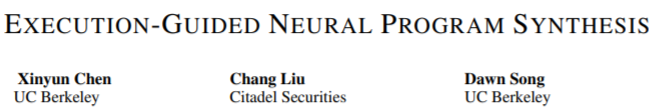 EXECUTION-GUIDED NEURAL PROGRAM SYNTHESIS
Xinyun Chen Chang Liu Dawn Song
UC Berkeley Citadel Securities UC Berkeley